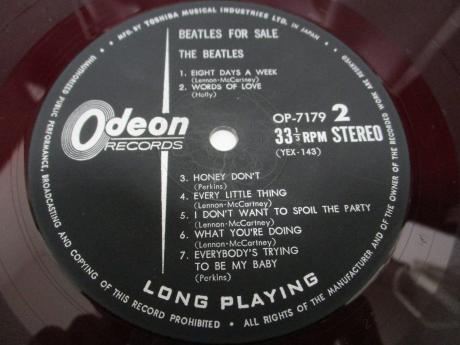 • MFG. BY TOSHIBA MUSICAL INDUSTRIES LTD. IN JAPAN •
BEATLES FOR SALE
THE BEATLES
1. EIGHT DAYS A WEEK
(Lennon-McCartney)
2. WORDS OF LOVE
(Holly)
Odeon
RECORDS
OP-7179 2
33 1/3 RPM STEREO
(YEX-143)
3. HONEY DON'T
(Perkins)
4. EVERY LITTLE THING
(Lennon-McCartney)
5. I DON'T WANT TO SPOIL THE PARTY
(Lennon-McCartney)
6. WHAT YOU'RE DOING
(Lennon-McCartney)
7. EVERYBODY'S TRYING
TO BE MY BABY
(Perkins)
LONG PLAYING
UNAUTHORIZED PUBLIC PERFORMANCE, BROADCASTING AND COPYING OF THIS RECORD PROHIBITED • ALL RIGHTS OF THE MANUFACTURER AND OF THE OWNER OF THE RECORDED WORK ARE RESERVED.